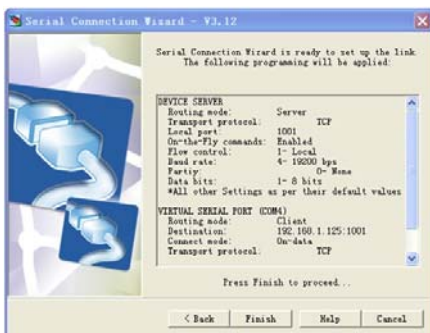 Serial Connection Wizard - V3.12
Serial Connection Wizard is ready to set up the link
The following programming will be applied:
DEVICE SERVER
Routing mode: Server
Transport protocol: TCP
Local port: 1001
On-the-Fly commands: Enabled
Flow control: 1- Local
Baud rate: 4- 19200 bps
Partiy: 0- None
Data bits: 1- 8 bits
*All other Settings as per their default values
VIRTUAL SERIAL PORT (COM4)
Routing mode: Client
Destination: 192.168.1.125:1001
Connect mode: On-data
Transport protocol: TCP
Press Finish to proceed...
< Back
Finish
Help
Cancel